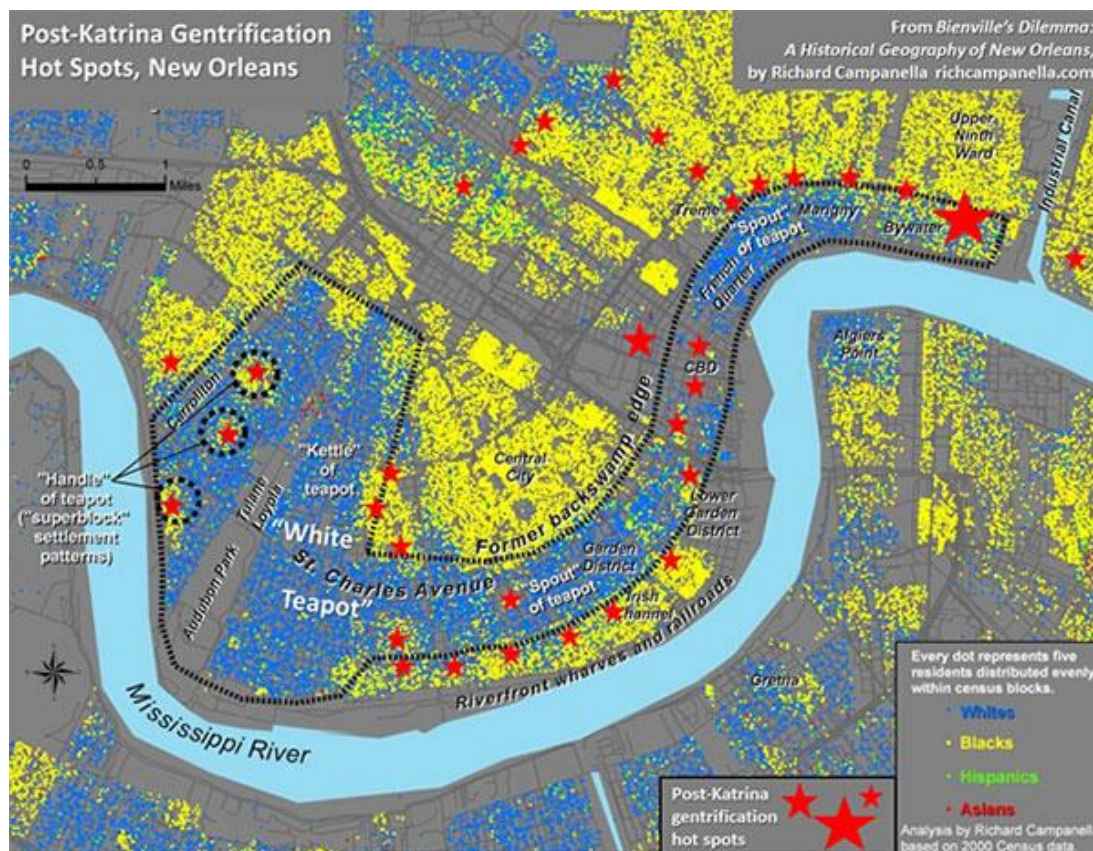 Post-Katrina Gentrification
Hot Spots, New Orleans
From Bienville's Dilemma:
A Historical Geography of New Orleans,
by Richard Campanella richcampanella.com
0 0.5 1
Miles
Upper
Ninth
Ward
Industrial Canal
Treme
"Spout"
of teapot
Marigny
Bywater
French
Quarter
Algiers
Point
CBD
Carrollton
"Kettle"
of
teapot
Central
City
Former backswamp edge
"Handle"
of teapot
("superblock"
settlement
patterns)
Tulane
Loyola
Audubon Park
"White
Teapot"
St. Charles Avenue
Lower
Garden
District
Garden
District
"Spout"
of teapot
Irish
Channel
Riverfront wharves and railroads
Gretna
Mississippi River
Every dot represents five
residents distributed evenly
within census blocks.
Whites
Blacks
Hispanics
Asians
Analysis by Richard Campanell
based on 2000 Census data.
Post-Katrina
gentrification
hot spots